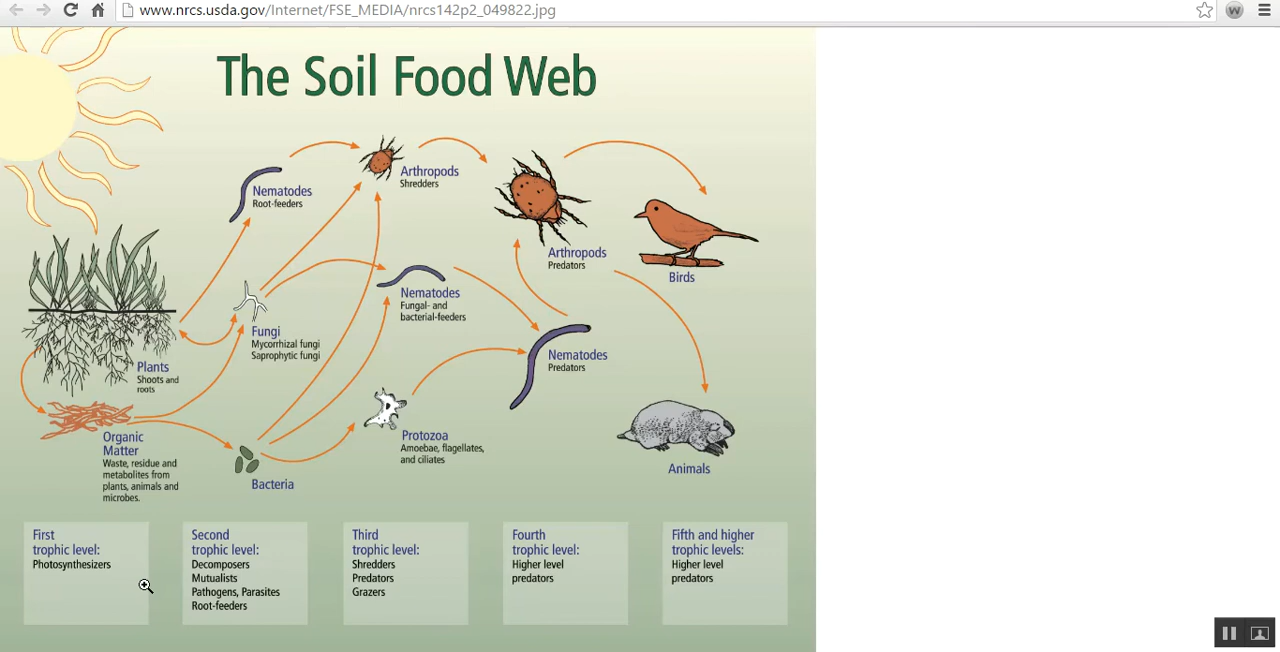 www.nrcs.usda.gov/Internet/FSE_MEDIA/nrcs142p2_049822.jpg
W
The Soil Food Web
Nematodes
Root-feeders
Arthropods
Shredders
Arthropods
Predators
Birds
Plants
Shoots and
roots
Fungi
Mycorrhizal fungi
Saprophytic fungi
Nematodes
Fungal- and
bacterial-feeders
Nematodes
Predators
Organic
Matter
Waste, residue and
metabolites from
plants, animals and
microbes.
Bacteria
Protozoa
Amoebae, flagellates,
and ciliates
Animals
First
trophic level:
Photosynthesizers
Second
trophic level:
Decomposers
Mutualists
Pathogens, Parasites
Root-feeders
Third
trophic level:
Shredders
Predators
Grazers
Fourth
trophic level:
Higher level
predators
Fifth and higher
trophic levels:
Higher level
predators